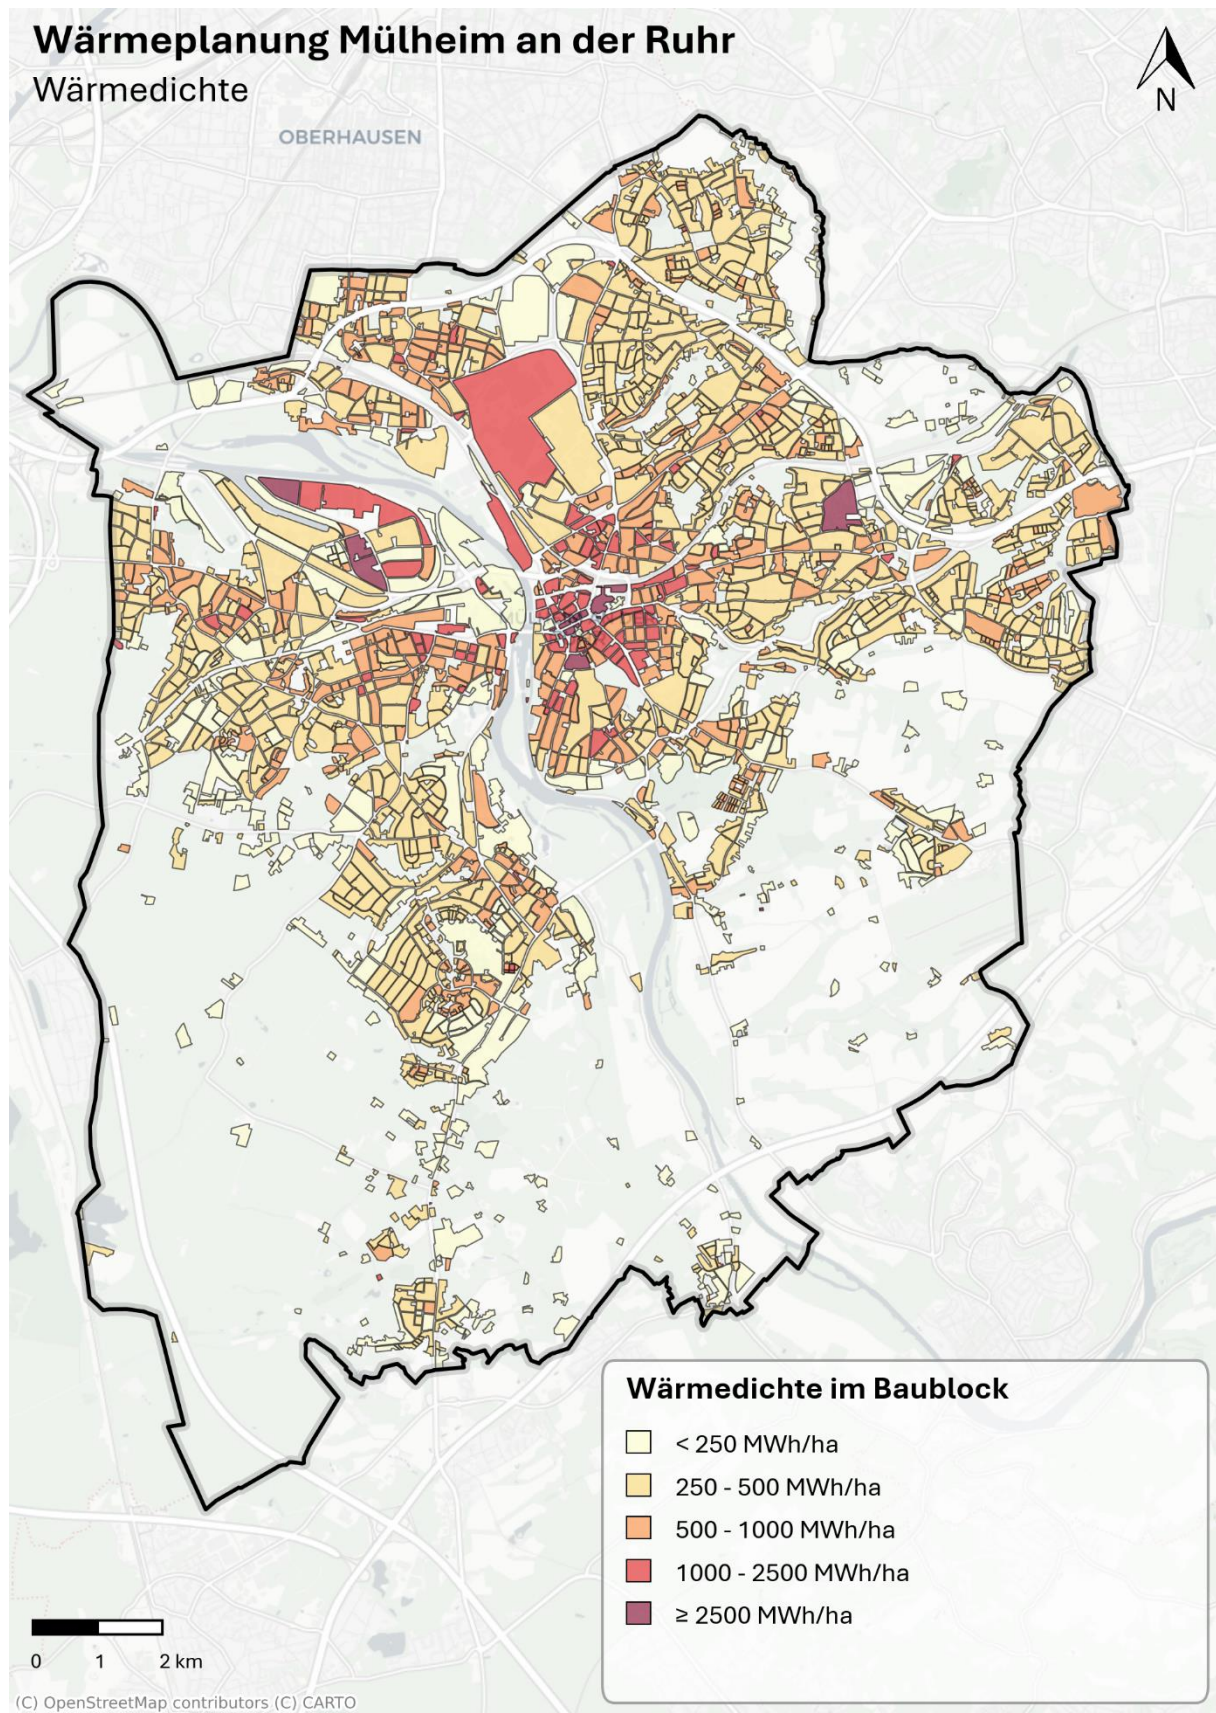 Wärmeplanung Mülheim an der Ruhr
Wärmedichte
N
OBERHAUSEN
Wärmedichte im Baublock
< 250 MWh/ha
250 - 500 MWh/ha
500 - 1000 MWh/ha
1000 - 2500 MWh/ha
≥ 2500 MWh/ha
0 1 2 km
(C) OpenStreetMap contributors (C) CARTO